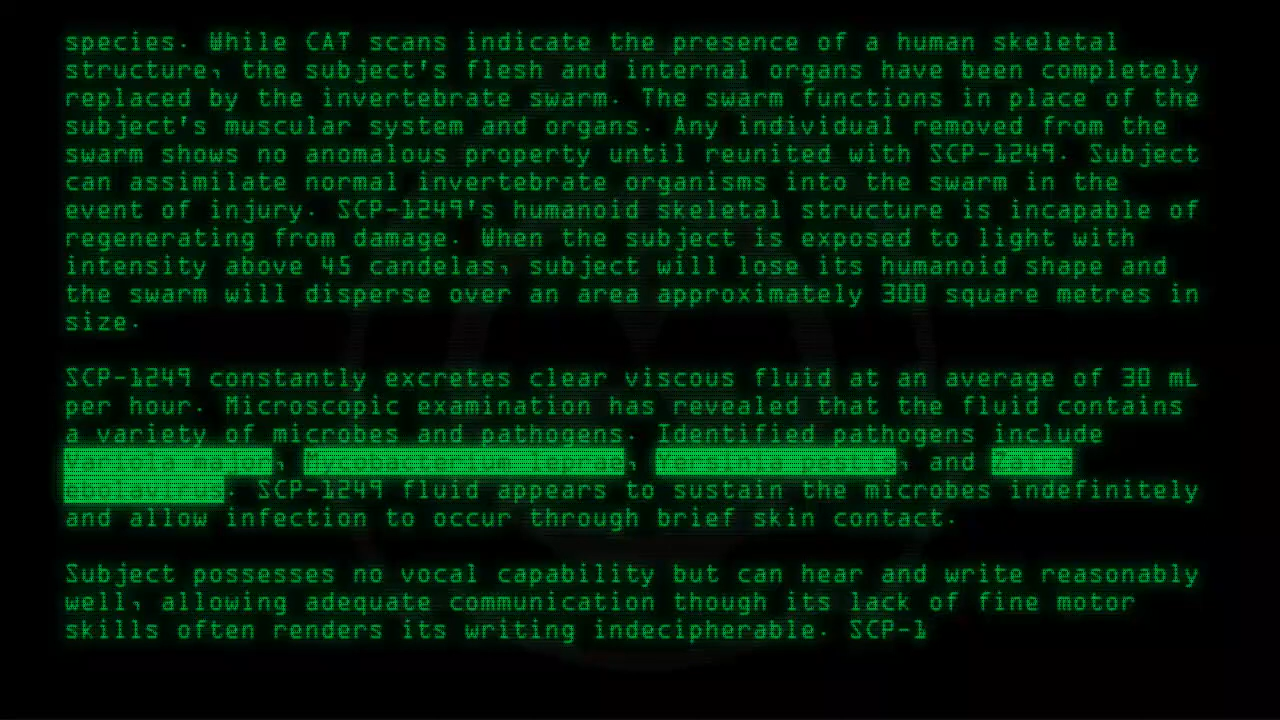 species. While CAT scans indicate the presence of a human skeletal
structure, the subject's flesh and internal organs have been completely
replaced by the invertebrate swarm. The swarm functions in place of the
subject's muscular system and organs. Any individual removed from the
swarm shows no anomalous property until reunited with SCP-1249. Subject
can assimilate normal invertebrate organisms into the swarm in the
event of injury. SCP-1249's humanoid skeletal structure is incapable of
regenerating from damage. When the subject is exposed to light with
intensity above 45 candelas, subject will lose its humanoid shape and
the swarm will disperse over an area approximately 300 square metres in
size.
SCP-1249 constantly excretes clear viscous fluid at an average of 30 mL
per hour. Microscopic examination has revealed that the fluid contains
a variety of microbes and pathogens. Identified pathogens include
Variola major, Mycobacterium leprae, Yersinia pestis, and Zaire
ebolavirus. SCP-1249 fluid appears to sustain the microbes indefinitely
and allow infection to occur through brief skin contact.
Subject possesses no vocal capability but can hear and write reasonably
well, allowing adequate communication though its lack of fine motor
skills often renders its writing indecipherable. SCP-1